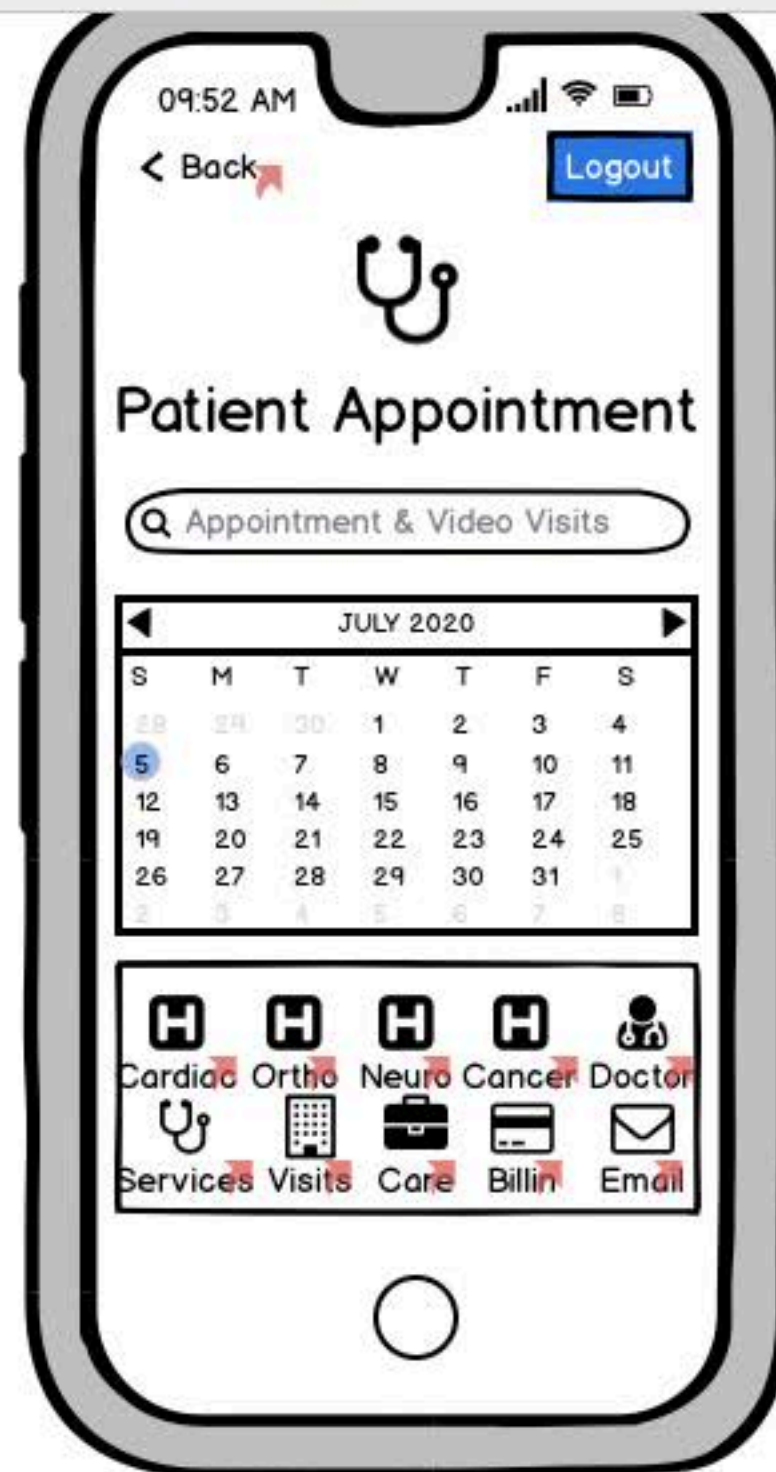 09:52 AM
Back
Logout
Patient Appointment
Appointment & Video Visits
JULY 2020
S M T W T F S
28 29 30 1 2 3 4
5 6 7 8 9 10 11
12 13 14 15 16 17 18
19 20 21 22 23 24 25
26 27 28 29 30 31 1
2 3 4 5 6 7 8
H H H H
Cardiac Ortho Neuro Cancer Doctor
Services Visits Care Billin Email